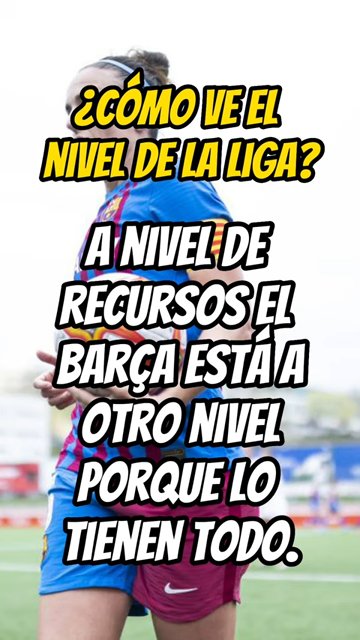 ¿CÓMO VE EL
NIVEL DE LA LIGA?
A NIVEL DE
RECURSOS EL
BARÇA ESTÁ A
OTRO NIVEL
PORQUE LO
TIENEN TODO.